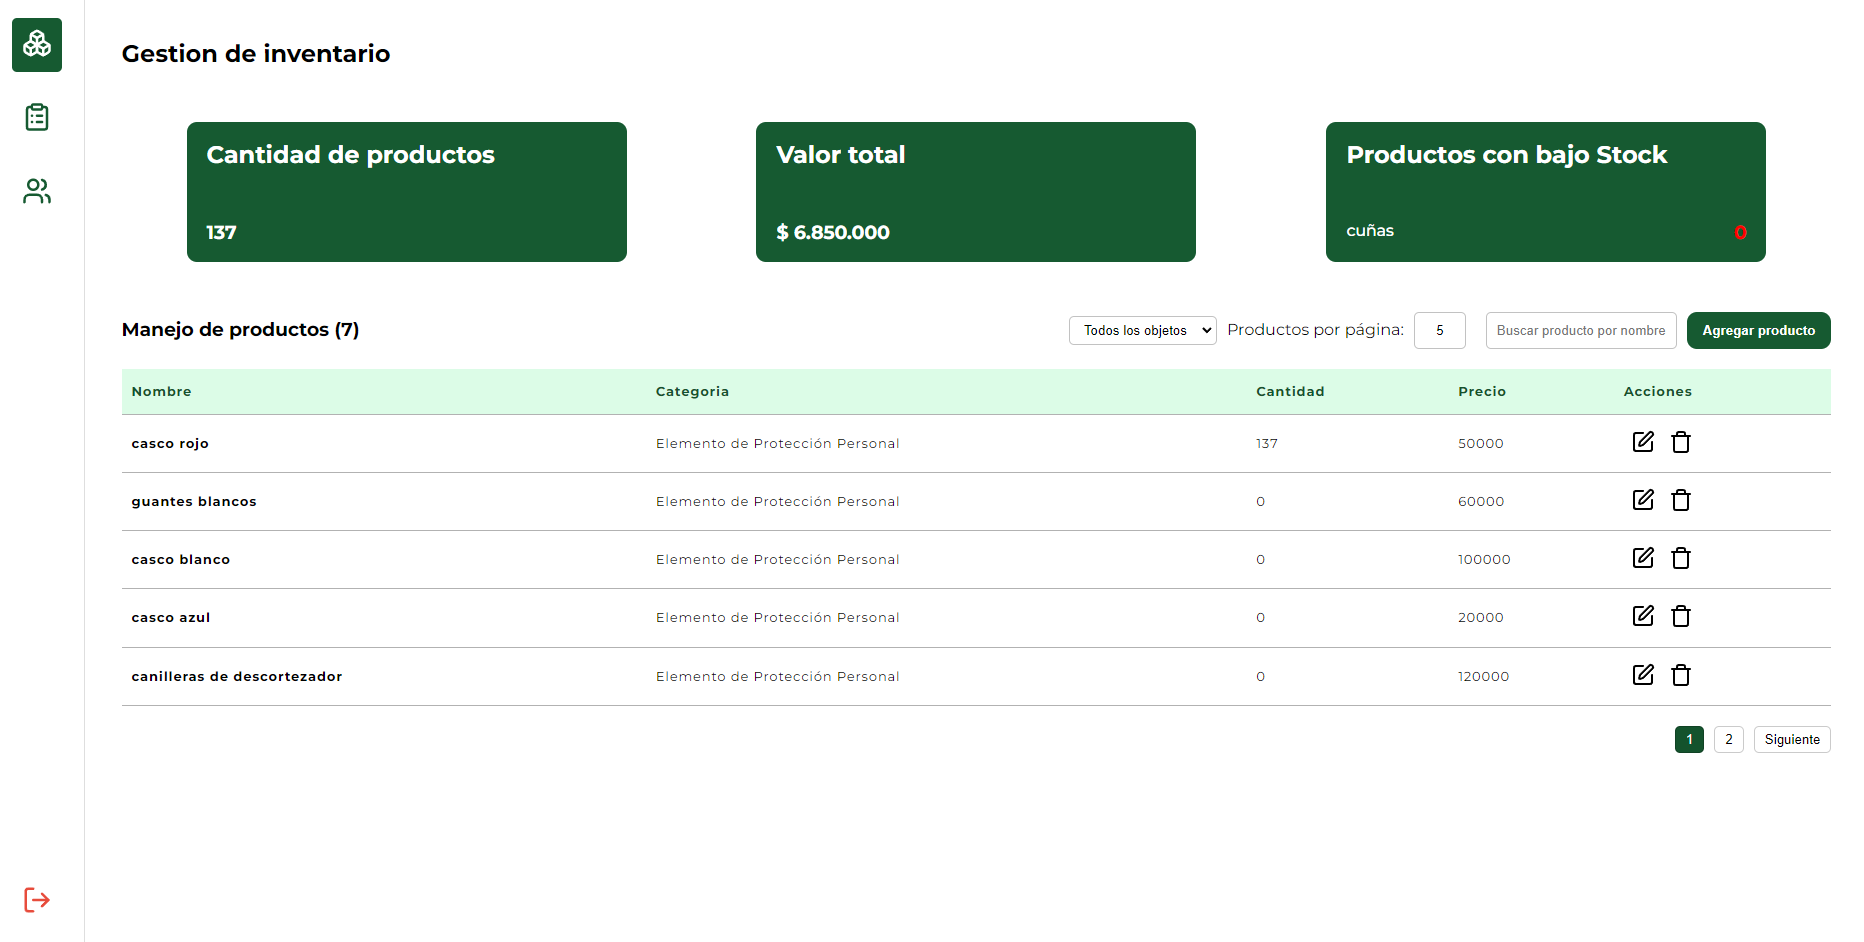 Gestion de inventario
Cantidad de productos
137
Valor total
$ 6.850.000
Productos con bajo Stock
cuñas 0
Manejo de productos (7)
Todos los objetos Productos por página: 5 Buscar producto por nombre Agregar producto
Nombre Categoria Cantidad Precio Acciones
casco rojo Elemento de Protección Personal 137 50000
guantes blancos Elemento de Protección Personal 0 60000
casco blanco Elemento de Protección Personal 0 100000
casco azul Elemento de Protección Personal 0 20000
canilleras de descortezador Elemento de Protección Personal 0 120000
1 2 Siguiente